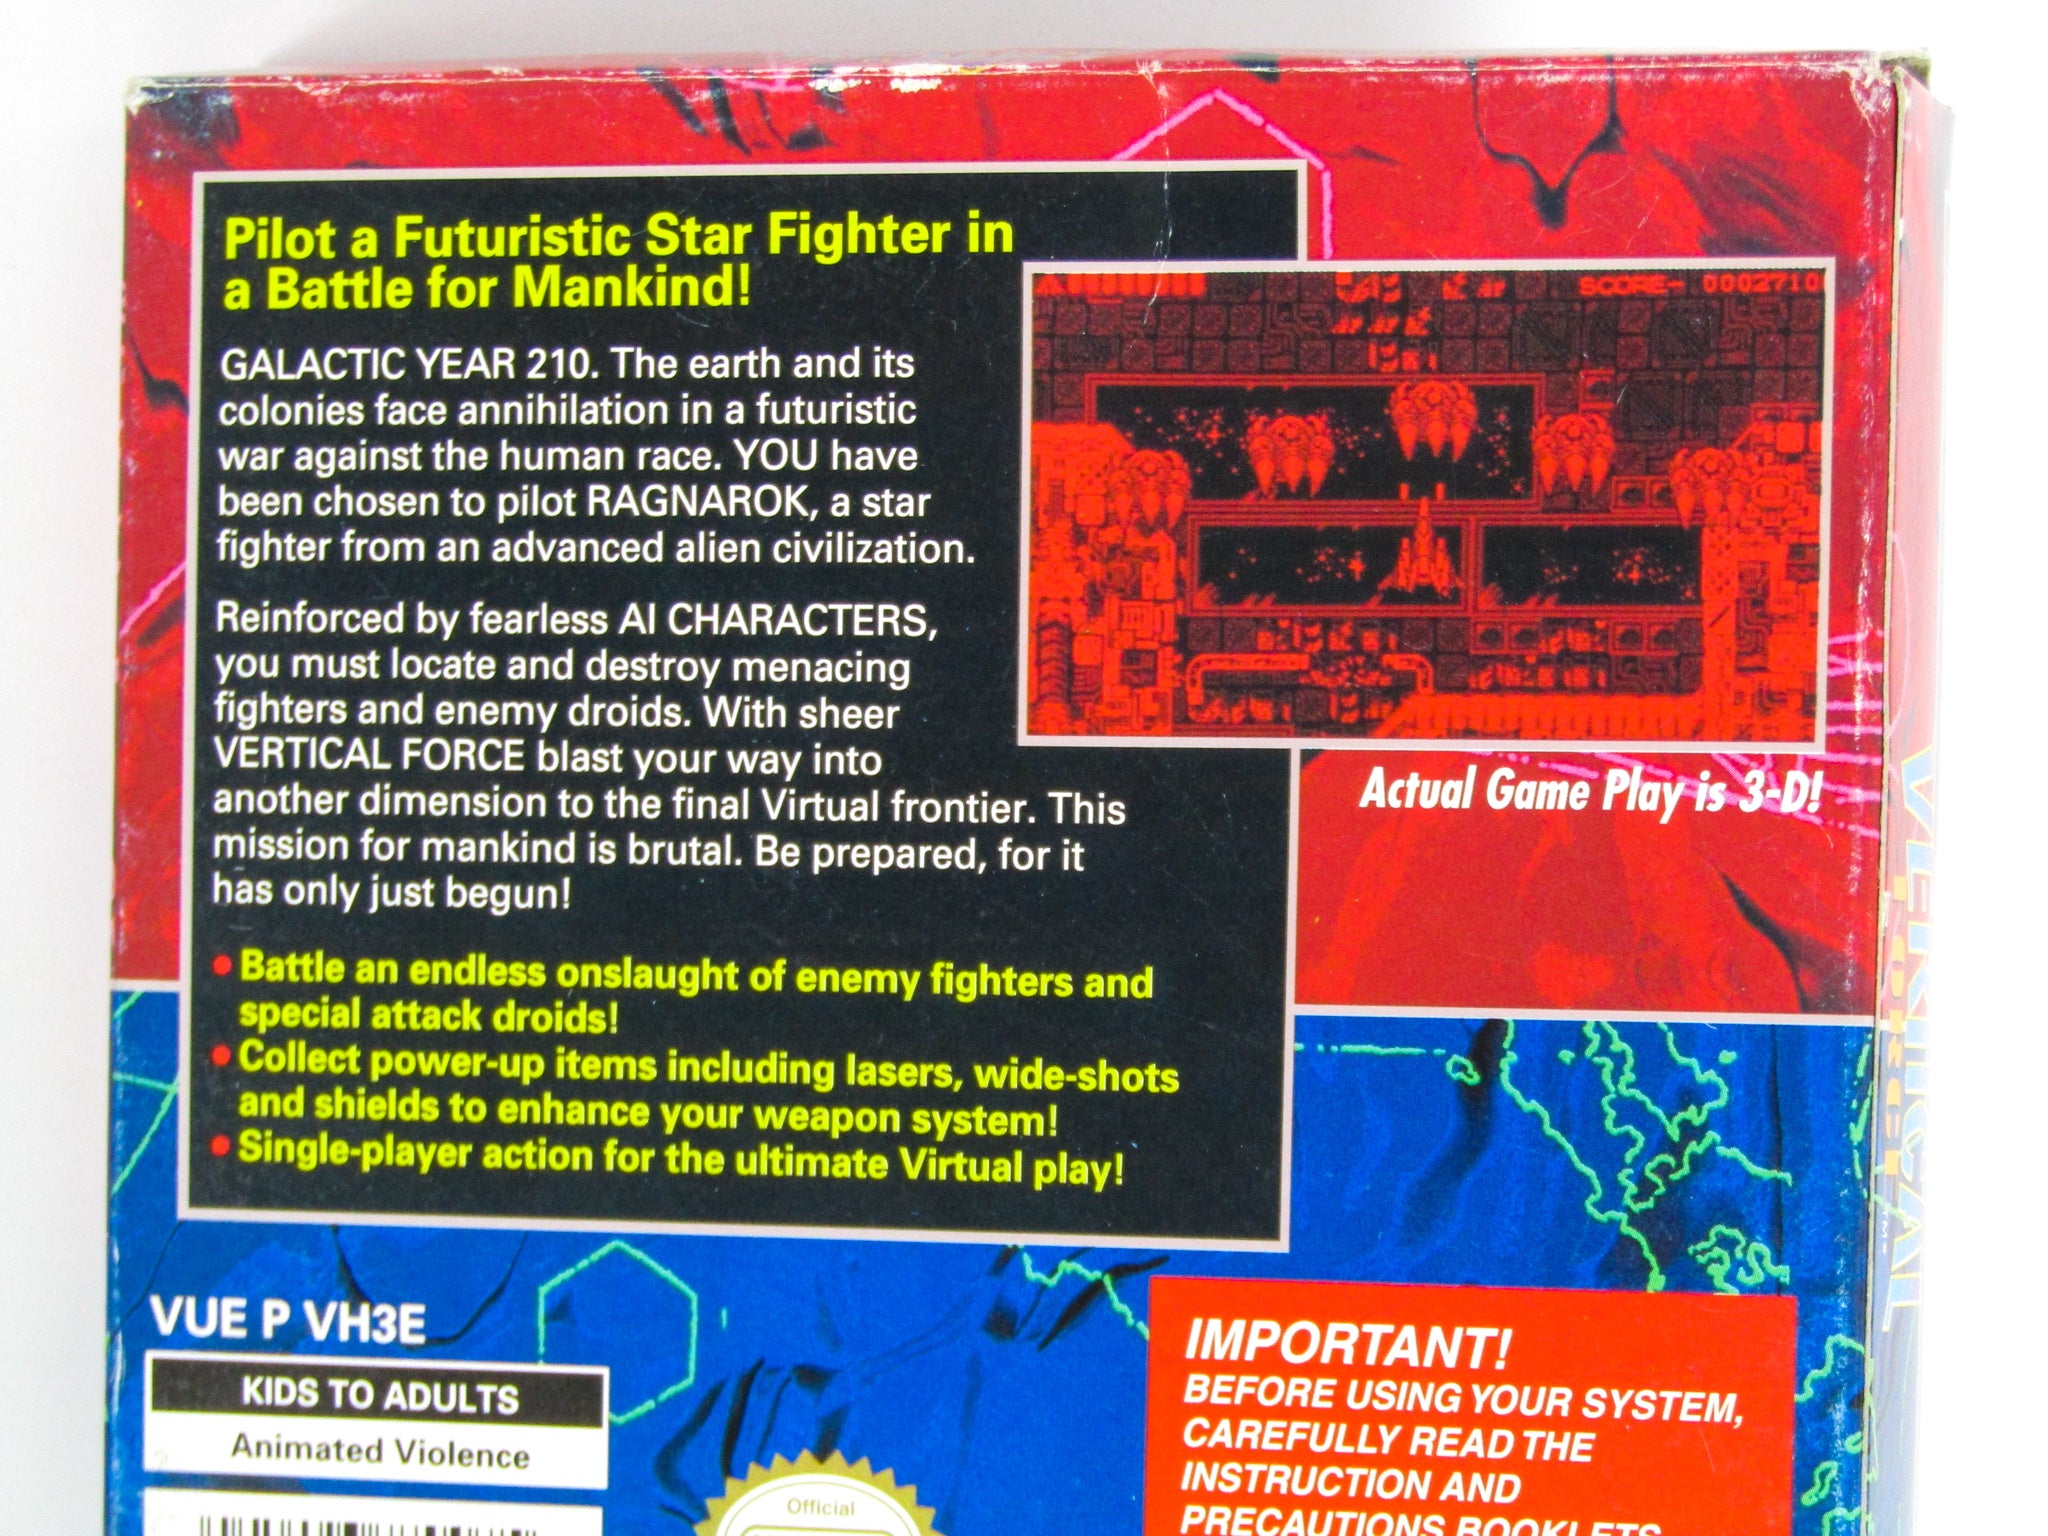 Pilot a Futuristic Star Fighter in
a Battle for Mankind!
GALACTIC YEAR 210. The earth and its
colonies face annihilation in a futuristic
war against the human race. YOU have
been chosen to pilot RAGNAROK, a star
fighter from an advanced alien civilization.
Reinforced by fearless AI CHARACTERS,
you must locate and destroy menacing
fighters and enemy droids. With sheer
VERTICAL FORCE blast your way into
another dimension to the final Virtual frontier. This
mission for mankind is brutal. Be prepared, for it
has only just begun!
• Battle an endless onslaught of enemy fighters and
special attack droids!
• Collect power-up items including lasers, wide-shots
and shields to enhance your weapon system!
• Single-player action for the ultimate Virtual play!
SCORE- 0002710
Actual Game Play is 3-D!
VERTICAL
FORCE
TM
VUE P VH3E
KIDS TO ADULTS
Animated Violence
Official
IMPORTANT!
BEFORE USING YOUR SYSTEM,
CAREFULLY READ THE
INSTRUCTION AND
PRECAUTIONS BOOKLETS